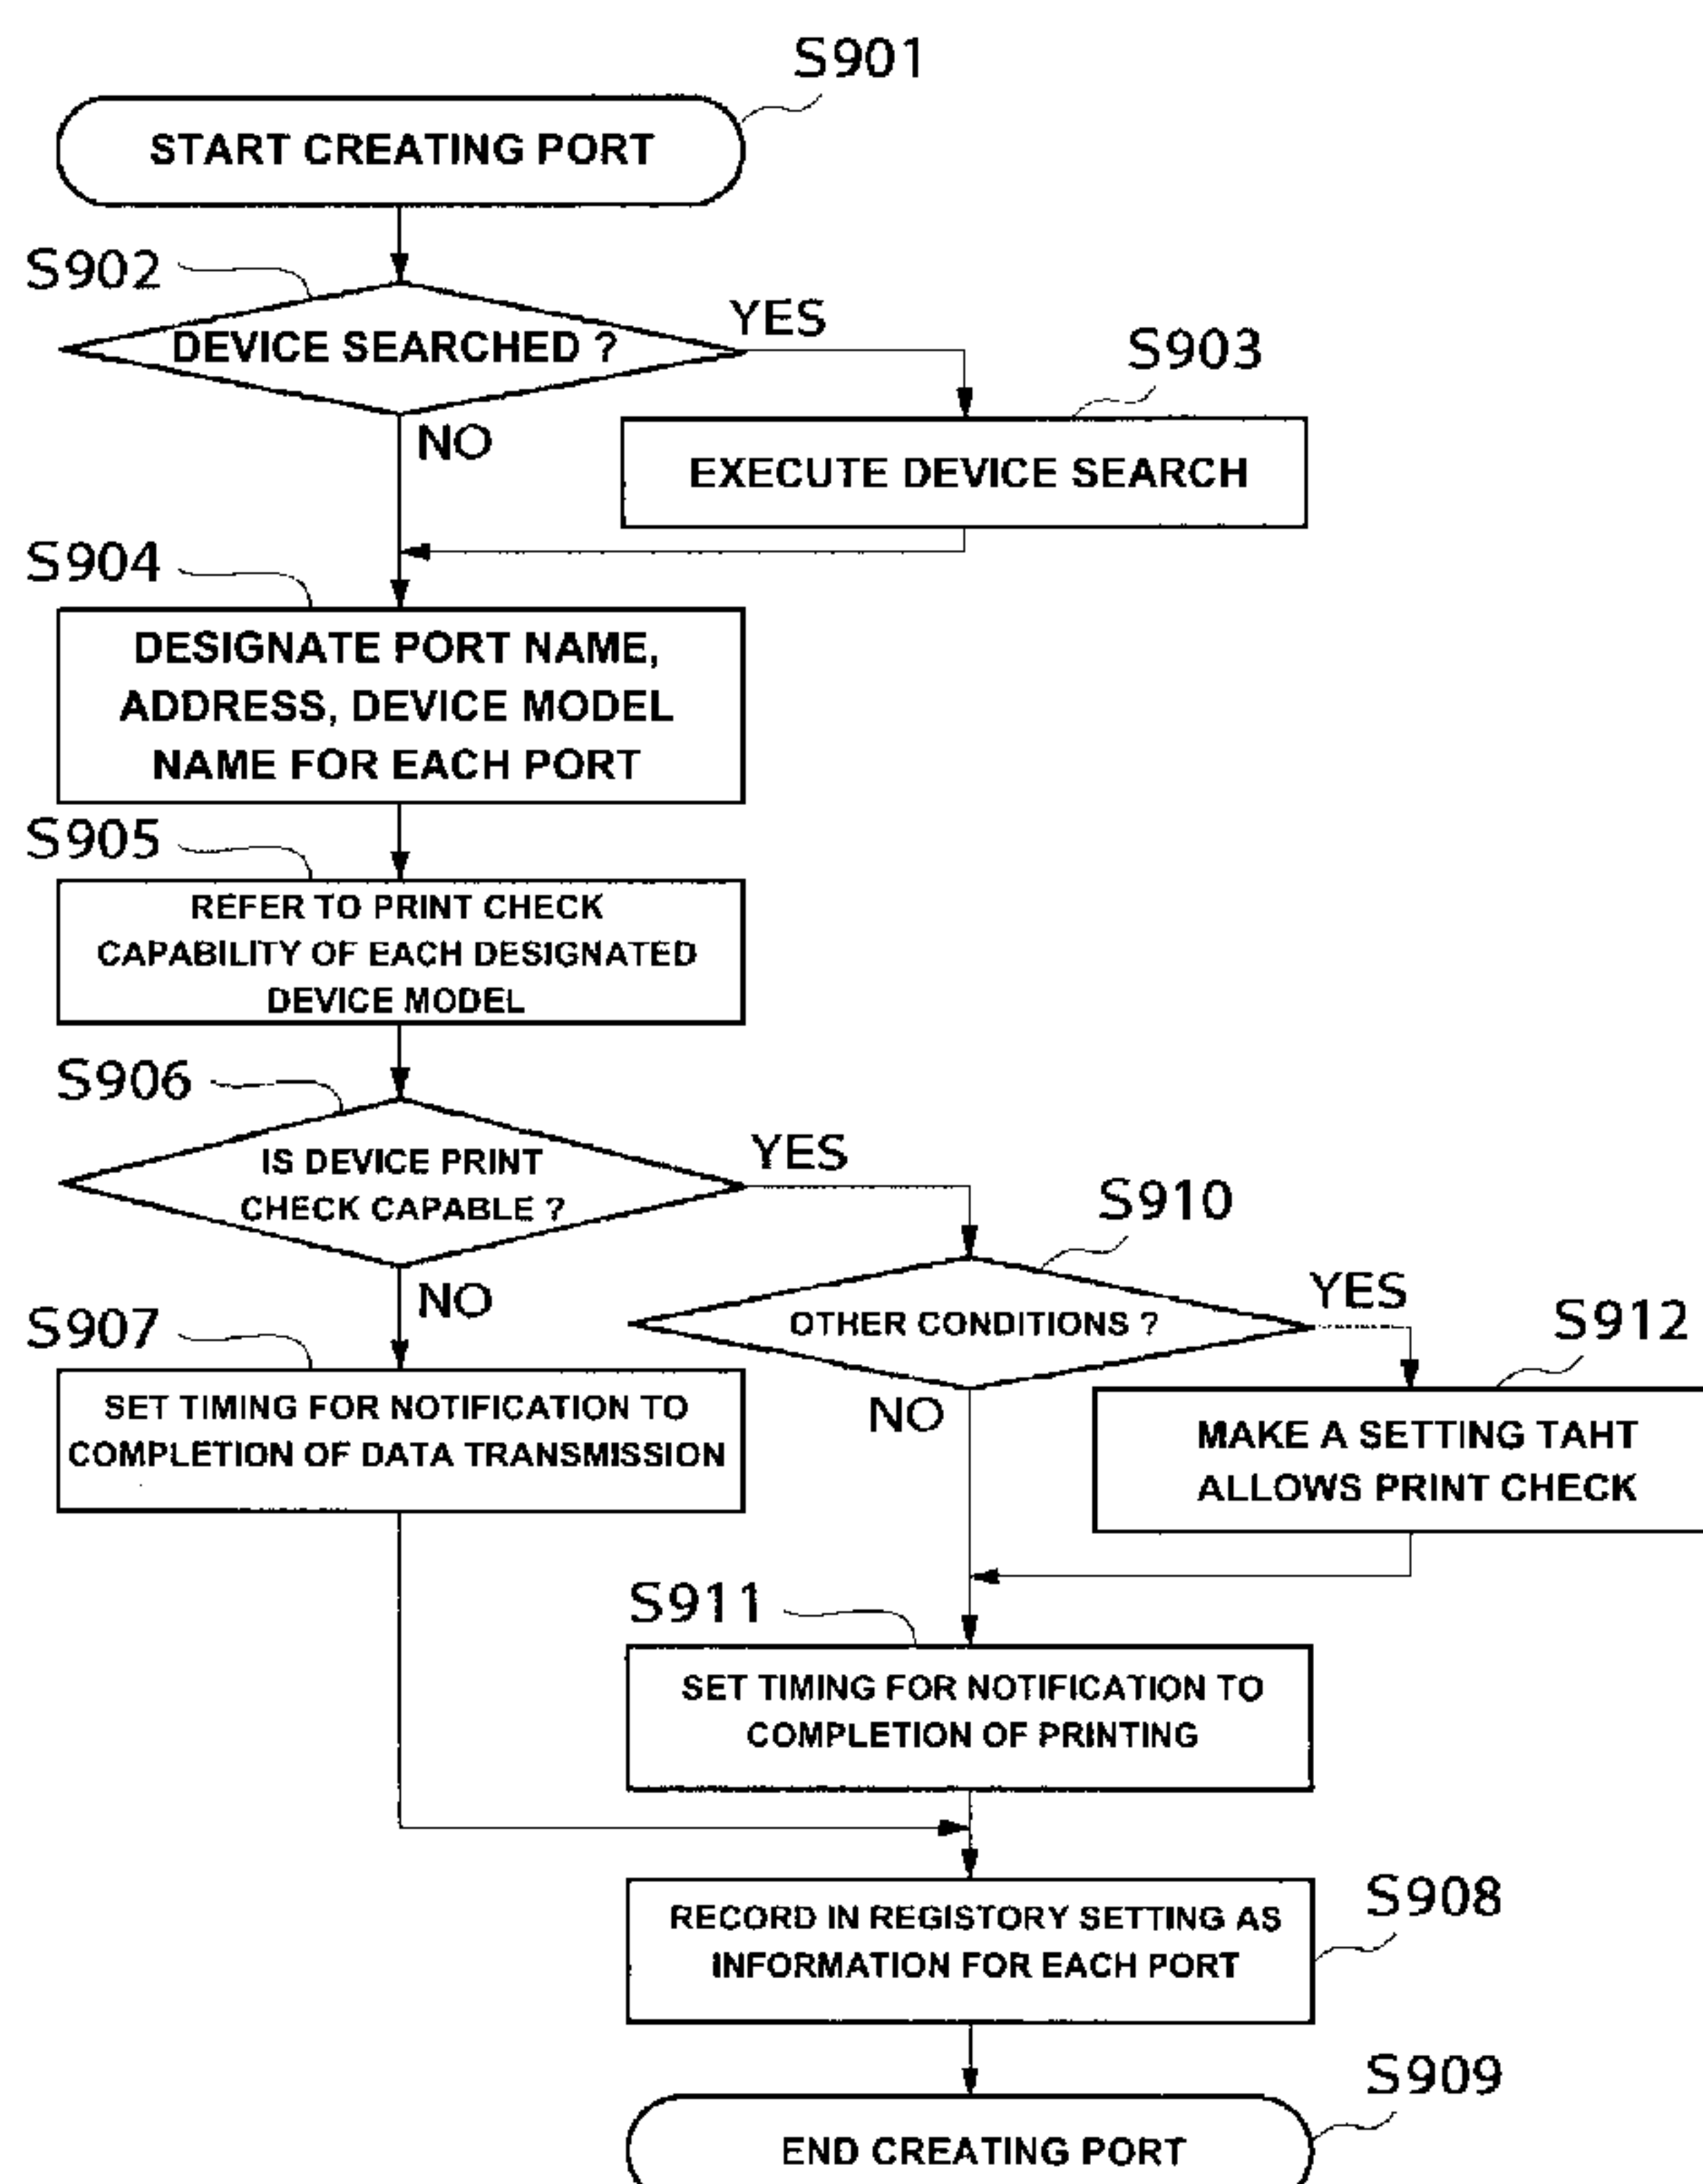 S901
START CREATING PORT
S902
DEVICE SEARCHED ?
YES
NO
S903
EXECUTE DEVICE SEARCH
S904
DESIGNATE PORT NAME,
ADDRESS, DEVICE MODEL
NAME FOR EACH PORT
S905
REFER TO PRINT CHECK
CAPABILITY OF EACH DESIGNATED
DEVICE MODEL
S906
IS DEVICE PRINT
CHECK CAPABLE ?
YES
NO
S910
OTHER CONDITIONS ?
YES
NO
S907
SET TIMING FOR NOTIFICATION TO
COMPLETION OF DATA TRANSMISSION
S912
MAKE A SETTING TAHT
ALLOWS PRINT CHECK
S911
SET TIMING FOR NOTIFICATION TO
COMPLETION OF PRINTING
S908
RECORD IN REGISTORY SETTING AS
INFORMATION FOR EACH PORT
S909
END CREATING PORT